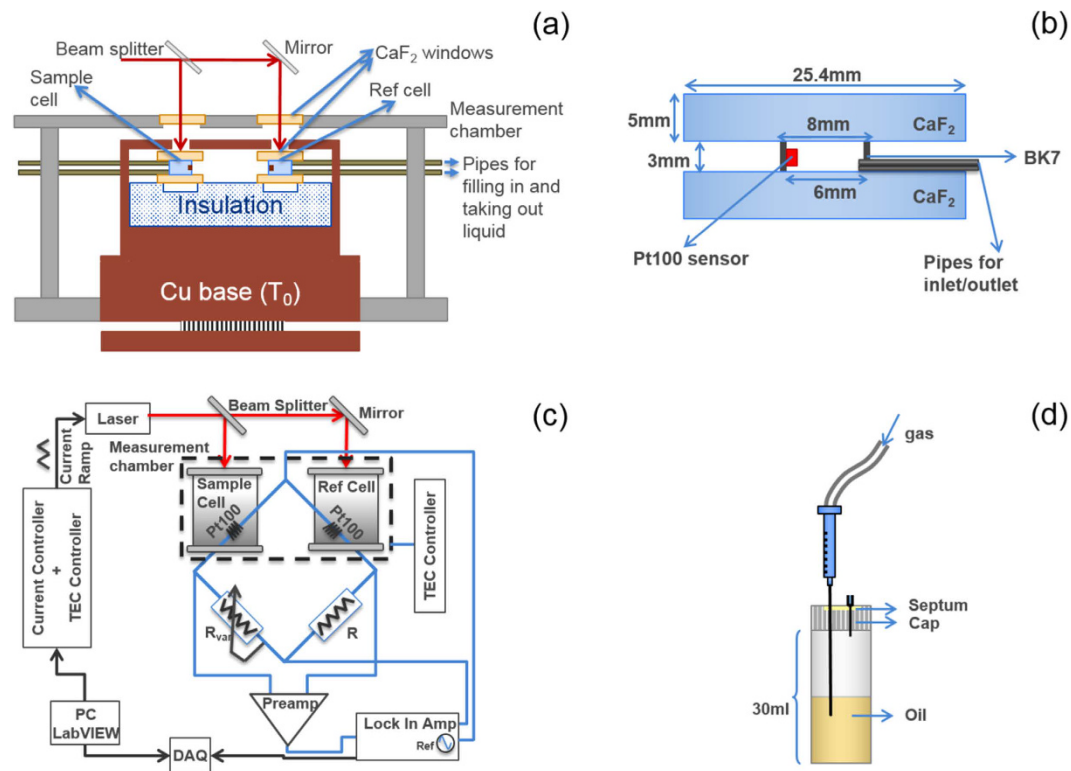 (a)
Beam splitter
Mirror
CaF₂ windows
Sample
cell
Ref cell
Measurement
chamber
Pipes for
filling in and
taking out
liquid
Insulation
Cu base (T₀)
(b)
25.4mm
5mm
8mm
CaF₂
3mm
BK7
6mm
CaF₂
Pt100 sensor
Pipes for
inlet/outlet
(c)
Laser
Beam Splitter
Mirror
Measurement
chamber
Current
Ramp
Sample
Cell
Pt100
Ref Cell
Pt100
TEC Controller
Current Controller
+
TEC Controller
Rvar
R
Preamp
Lock In Amp
Ref
PC
LabVIEW
DAQ
(d)
gas
Septum
Cap
30ml
Oil